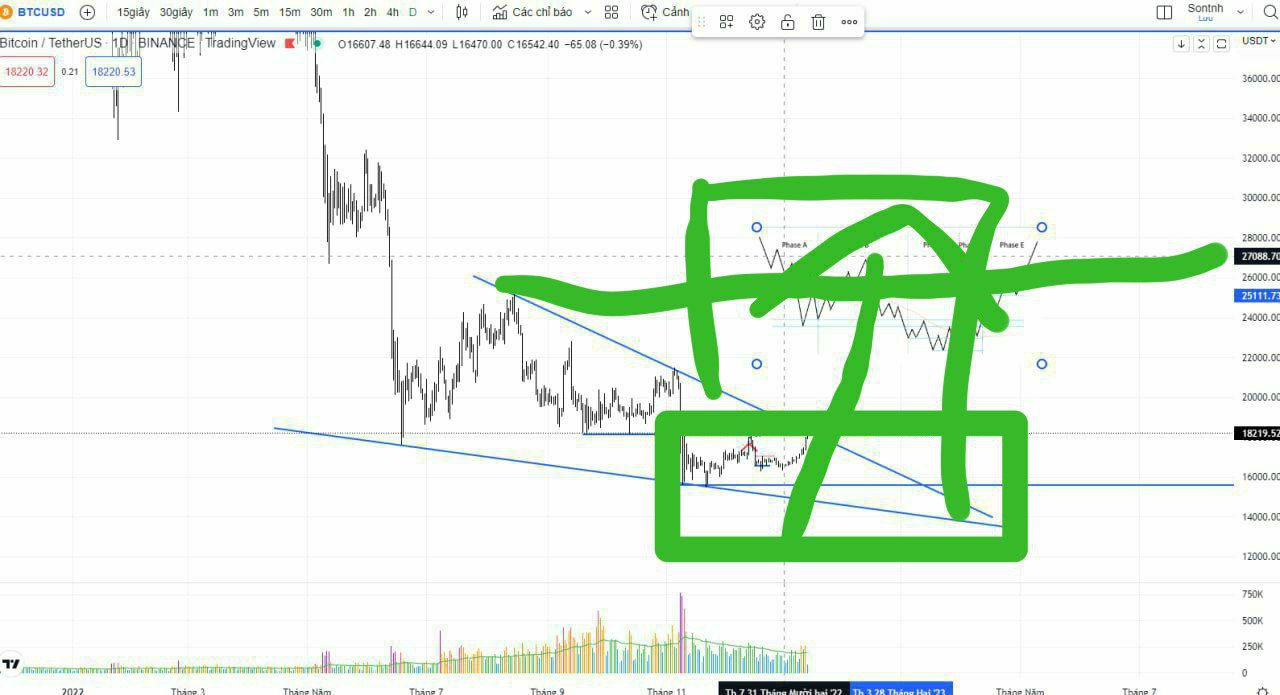 BTCUSD 15giây 30giây 1m 3m 5m 15m 30m 1h 2h 4h D Các chỉ báo Cảnh Sontnh
Lưu
Bitcoin / TetherUS · 1D · BINANCE TradingView O16607.48 H16644.09 L16470.00 C16542.40 −65.08 (−0.39%) USDT
18220.32 0.21 18220.53
36000.00
34000.00
32000.00
30000.00
28000.00
Phase A Phase E
27088.70
26000.00
25111.73
24000.00
22000.00
20000.00
18219.52
16000.00
14000.00
12000.00
750K
500K
250K
0
2022 Tháng 3 Tháng Năm Tháng 7 Tháng 9 Tháng 11 Th 7 31 Tháng Mười hai '22 Th 3 28 Tháng Hai '23 Tháng Năm Tháng 7